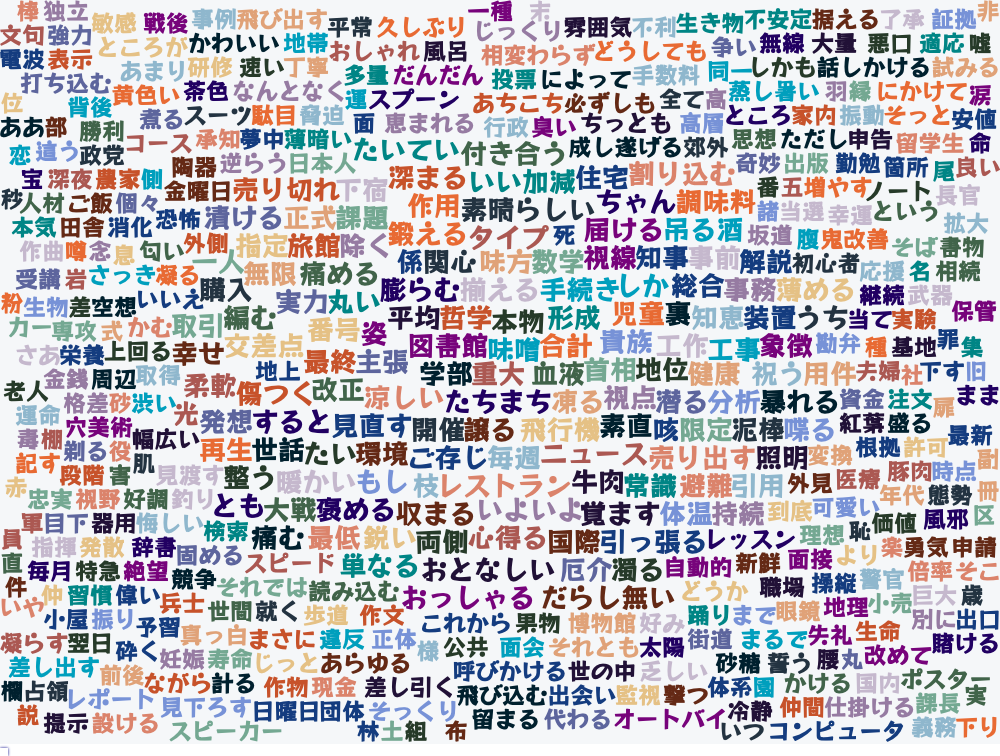 棒 独立 敏感 戦後 事例 飛び出す 平常 久しぶり 一種 末 じっくり 雰囲気 不利 生き物 不安定 据える 了承 証拠 非
文句 強力 ところが かわいい 地帯 おしゃれ 風呂 相変わらず どうしても 争い 無線 大量 悪口 適応 嘘
電波 表示 あまり 研修 速い 丁寧 多量 だんだん 投票 によって 手数料 同一 しかも 話しかける 試みる
打ち込む 黄色い 茶色 なんとなく 運 スプーン あちこち 必ずしも 全て 高 蒸し暑い 羽 縁 にかけて 涙
位 背後 煮る スーツ 駄目 脅迫 面 恵まれる 行政 臭い ちっとも 高層 ところ 家内 振動 そっと 安値
ああ 部 勝利 コース 承知 夢中 薄暗い たいてい 付き合う 成し遂げる 郊外 思想 ただし 申告 留学生 命
恋 違う 政党 陶器 逆らう 日本人 深まる いい加減 住宅 割り込む 奇妙 出版 勤勉 箇所 尾 良い
宝 深夜 農家 側 金曜日 売り切れ 下宿 作用 素晴らしい ちゃん 調味料 番 五 増やす ノート 長官
秒 人材 ご飯 個々 恐怖 漬ける 正式 課題 鍛える タイプ 死 届ける 吊る 酒 諸 当選 幸運 という 拡大
本気 田舎 消化 外側 指定 旅館 除く 係 関心 味方 数学 視線 知事 事前 坂道 腹 鬼 改善 そば 書物
作曲 噂 念 息 匂い 一人 無限 痛める 膨らむ 揃える 手続き しか 総合 解説 初心者 応援 名 相続
受講 岩 さっき 凝る 購入 実力 丸い 事務 薄める 継続 武器 保管
粉 生物 差 空想 いいえ 編む 番号 姿 平均 哲学 本物 形成 児童 裏 知恵 装置 うち 当て 実験
カー 専攻 式 かむ 取引 交差点 最終 主張 図書館 味噌 合計 貴族 工作 工事 象徴 勘弁 種 基地 罪 集
さあ 栄養 上回る 幸せ 地上 学部 重大 血液 首相 地位 健康 祝う 用件 夫婦 社 下す 旧
老人 金銭 周辺 取得 柔軟 傷つく 改正 涼しい たちまち 凍る 視点 潜る 分析 暴れる 資金 注文 扉 まま
運命 格差 砂 渋い 光 発想 すると 見直す 開催 譲る 飛行機 素直 咳 限定 泥棒 喋る 紅葉 盛る 最新
毒 棚 穴 美術 幅広い 再生 世話 たい 環境 ご存じ 毎週 ニュース 売り出す 照明 変換 根拠 許可
記す 剃る 役 肌 見渡す 整う 暖かい もし 枝 レストラン 牛肉 常識 避難 引用 外見 医療 豚肉 時点 副
赤 段階 害 忠実 視野 好調 釣り とも 大戦 褒める 収まる いよいよ 覚ます 体温 持続 到底 可愛い 年代 態勢 冊
員 軍 目下 器用 悔しい 検索 痛む 最低 鋭い 両側 心得る 国際 引っ張る レッスン 理想 恥 価値 風邪 区
直 指揮 発散 辞書 固める スピード 単なる おとなしい 厄介 濁る 自動的 新鮮 面接 より 楽 勇気 申請
件 毎月 特急 絶望 競争 それでは 読み込む おっしゃる だらし無い どうか 職場 操縦 警官 倍率 そこ
いや 仲 習慣 偉い 兵士 世間 就く 歩道 作文 これから 果物 博物館 好み 踊り まで 眼鏡 地理 小売 巨大 歳
小屋 振り 予習 真っ白 まさに 違反 正体 様 公共 面会 それとも 太陽 街道 まるで 失礼 生命 別に 出口
凝らす 翌日 砕く 妊娠 寿命 じっと あらゆる 呼びかける 世の中 乏しい 砂糖 誓う 腰 丸 改めて 賭ける
差し出す 前後 ながら 計る 作物 現金 差し引く 飛び込む 出会い 監視 撃つ 体系 園 かける 国内 ポスター
欄 占領 レポート 見下ろす 日曜日 団体 そっくり 留まる 代わる オートバイ 冷静 仲間 仕掛ける 課長 実
説 提示 設ける スピーカー 林 土 組 布 いつ コンピュータ 義務 下り